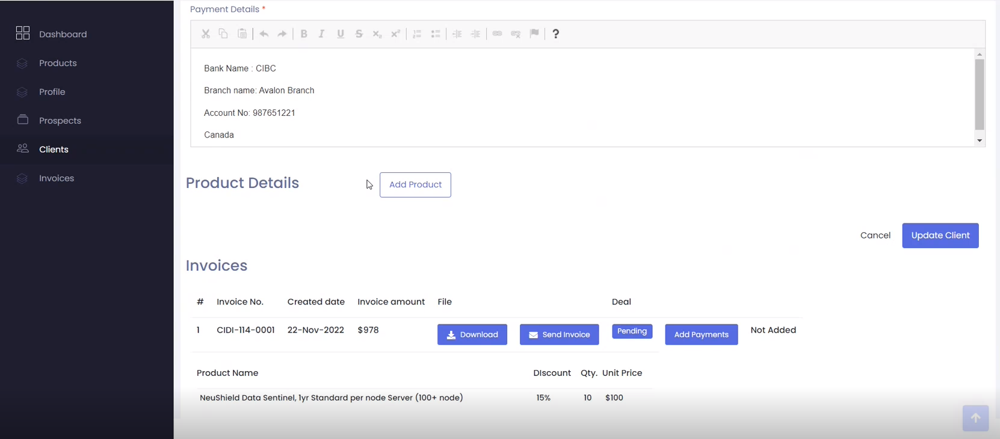 Payment Details *
Dashboard
Products
Profile
Prospects
Clients
Invoices
B I U S x₂ x² ?
Bank Name : CIBC
Branch name: Avalon Branch
Account No: 987651221
Canada
Product Details
Add Product
Cancel
Update Client
Invoices
# Invoice No. Created date Invoice amount File Deal
1 CIDI-114-0001 22-Nov-2022 $978 Download Send Invoice Pending Add Payments Not Added
Product Name DIscount Qty. Unit Price
NeuShield Data Sentinel, 1yr Standard per node Server (100+ node) 15% 10 $100